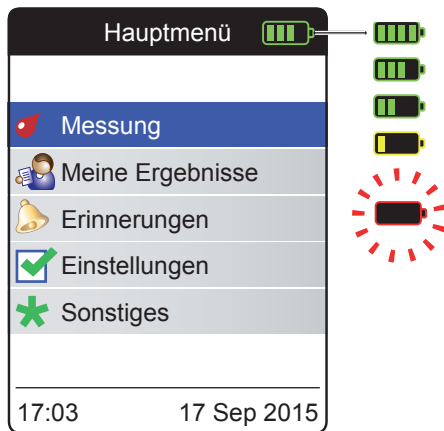 Hauptmenü
Messung
Meine Ergebnisse
Erinnerungen
Einstellungen
Sonstiges
17:03 17 Sep 2015